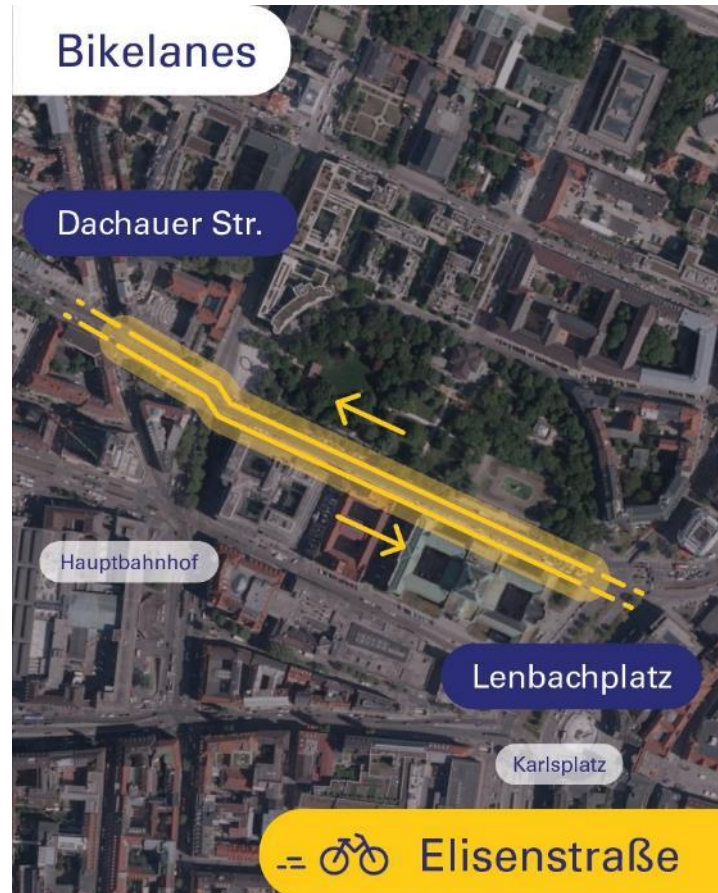 Bikelanes
Dachauer Str.
Hauptbahnhof
Lenbachplatz
Karlsplatz
Elisenstraße